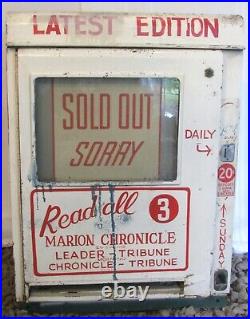 LATEST EDITION
SOLD OUT
SORRY
DAILY
20¢
Read all 3
MARION CHRONICLE
LEADER - TRIBUNE
CHRONICLE - TRIBUNE
SUNDAY